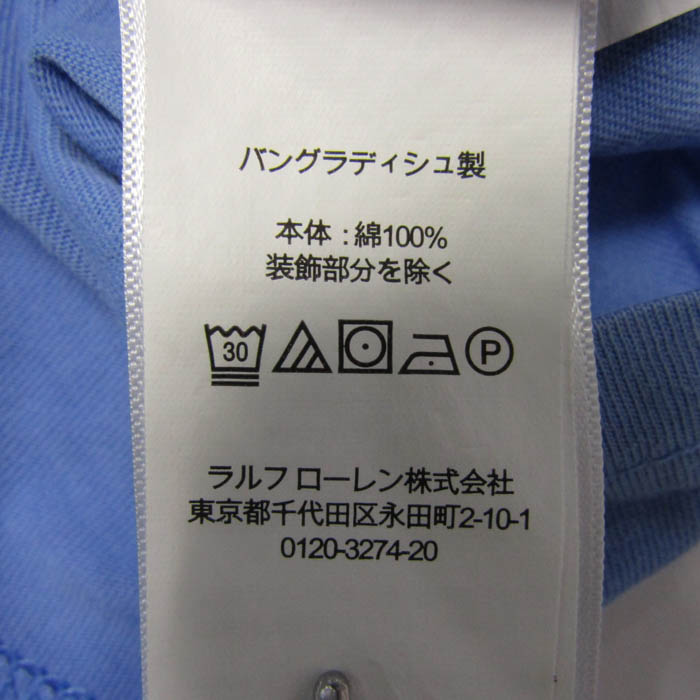 バングラディシュ製
本体 : 綿100%
装飾部分を除く
30 P
ラルフ ローレン株式会社
東京都千代田区永田町2-10-1
0120-3274-20